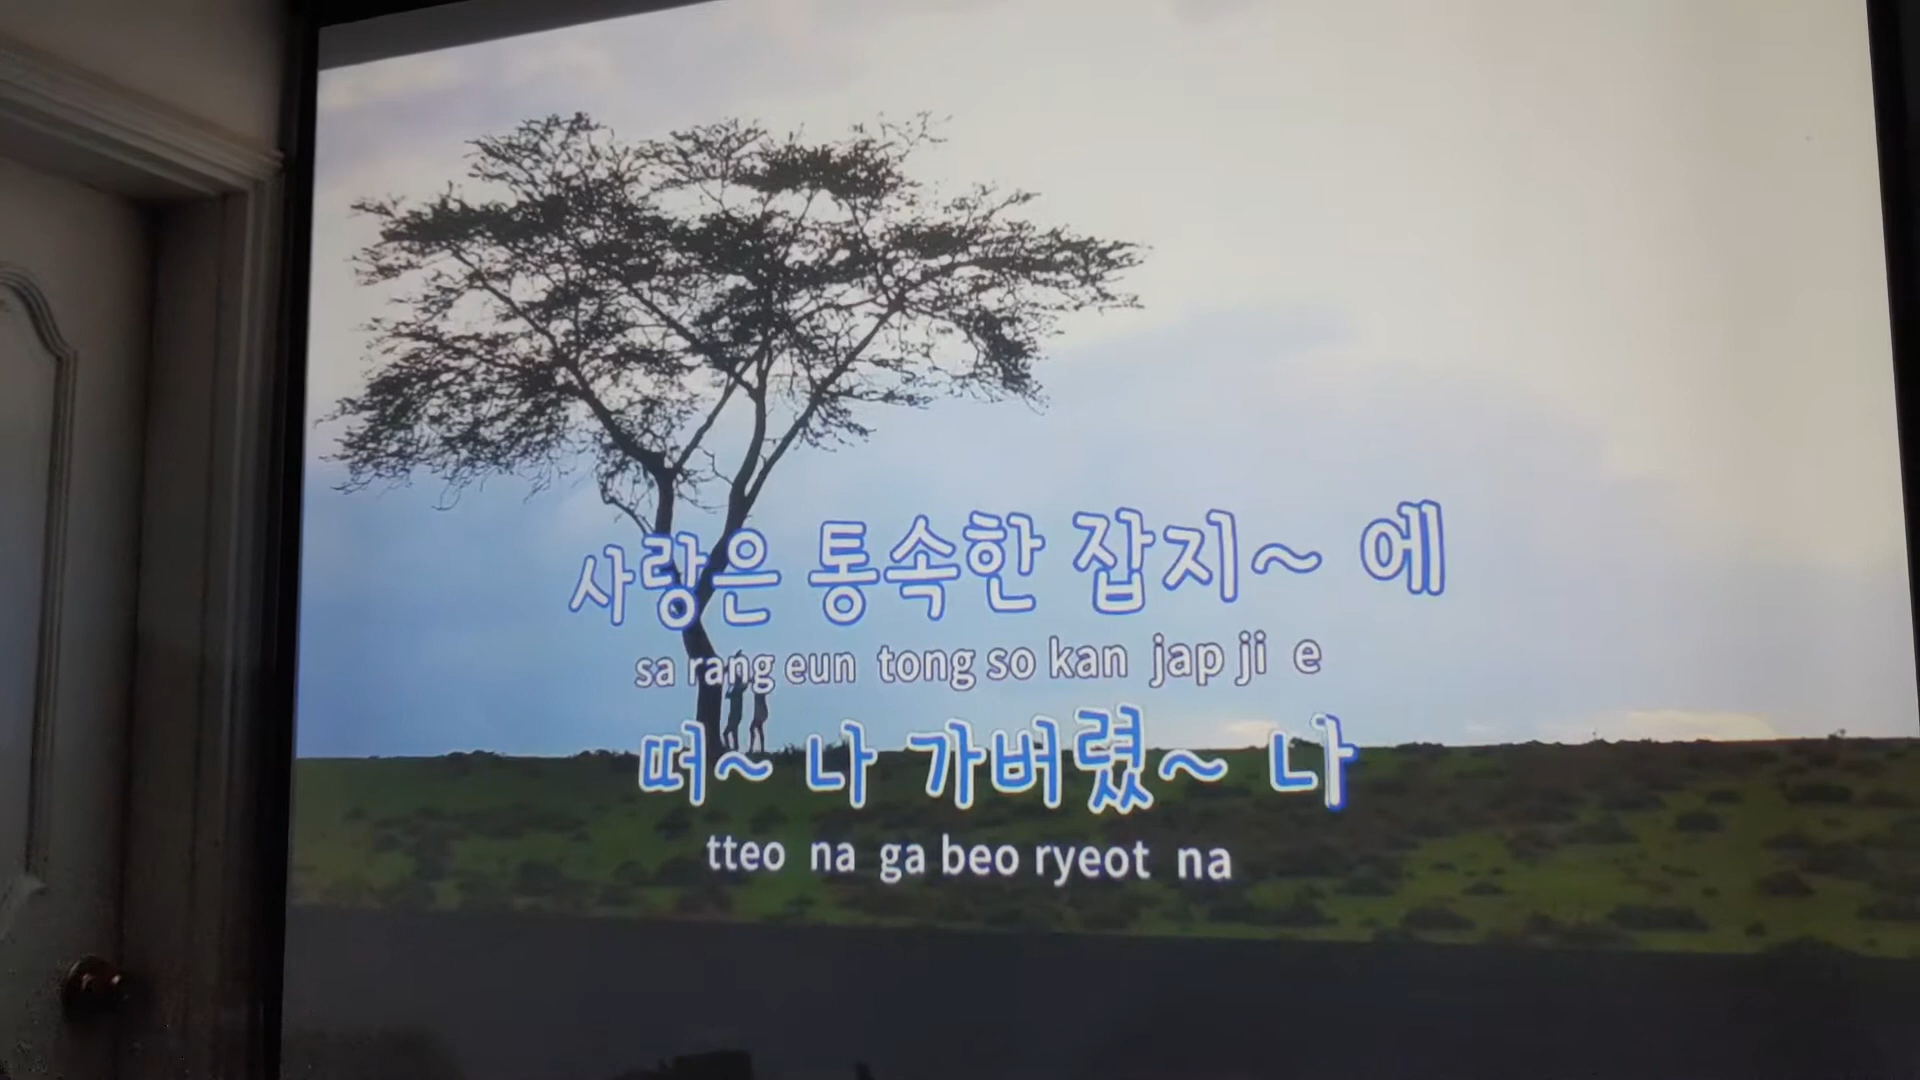 사랑은 통속한 잡지~ 에
sa rang eun tong so kan jap ji e
떠~ 나 가버렸~ 나
tteo na ga beo ryeot na